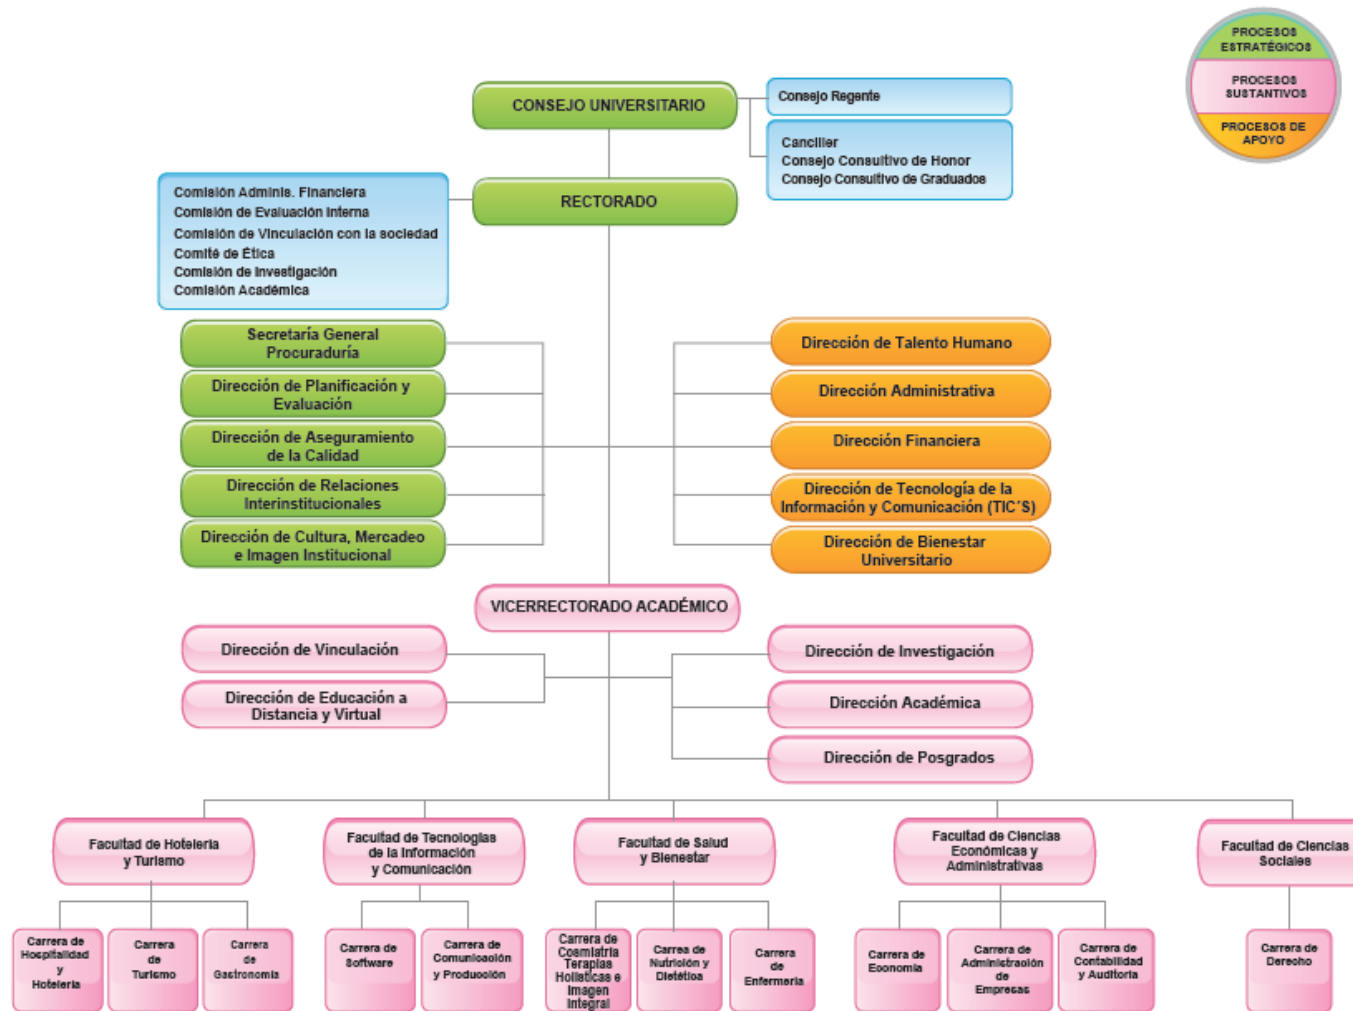 PROCESOS
ESTRATÉGICOS
PROCESOS
SUSTANTIVOS
PROCESOS DE
APOYO
CONSEJO UNIVERSITARIO
Consejo Regente
Canciller
Consejo Consultivo de Honor
Consejo Consultivo de Graduados
RECTORADO
Comisión Adminis. Financiera
Comisión de Evaluación Interna
Comisión de Vinculación con la sociedad
Comité de Ética
Comisión de Investigación
Comisión Académica
Secretaría General
Procuraduría
Dirección de Planificación y
Evaluación
Dirección de Aseguramiento
de la Calidad
Dirección de Relaciones
Interinstitucionales
Dirección de Cultura, Mercadeo
e Imagen Institucional
Dirección de Talento Humano
Dirección Administrativa
Dirección Financiera
Dirección de Tecnología de la
Información y Comunicación (TIC´S)
Dirección de Bienestar
Universitario
VICERRECTORADO ACADÉMICO
Dirección de Vinculación
Dirección de Educación a
Distancia y Virtual
Dirección de Investigación
Dirección Académica
Dirección de Posgrados
Facultad de Hotelería
y Turismo
Facultad de Tecnologías
de la Información
y Comunicación
Facultad de Salud
y Bienestar
Facultad de Ciencias
Económicas y
Administrativas
Facultad de Ciencias
Sociales
Carrera de
Hospitalidad
y
Hotelería
Carrera
de
Turismo
Carrera
de
Gastronomía
Carrera de
Software
Carrera de
Comunicación
y Producción
Carrera de
Cosmiatría
Terapias
Holísticas e
Imagen
Integral
Carrea de
Nutrición y
Dietética
Carrera
de
Enfermería
Carrera de
Economía
Carrera de
Administración
de
Empresas
Carrera de
Contabilidad
y Auditoría
Carrera de
Derecho